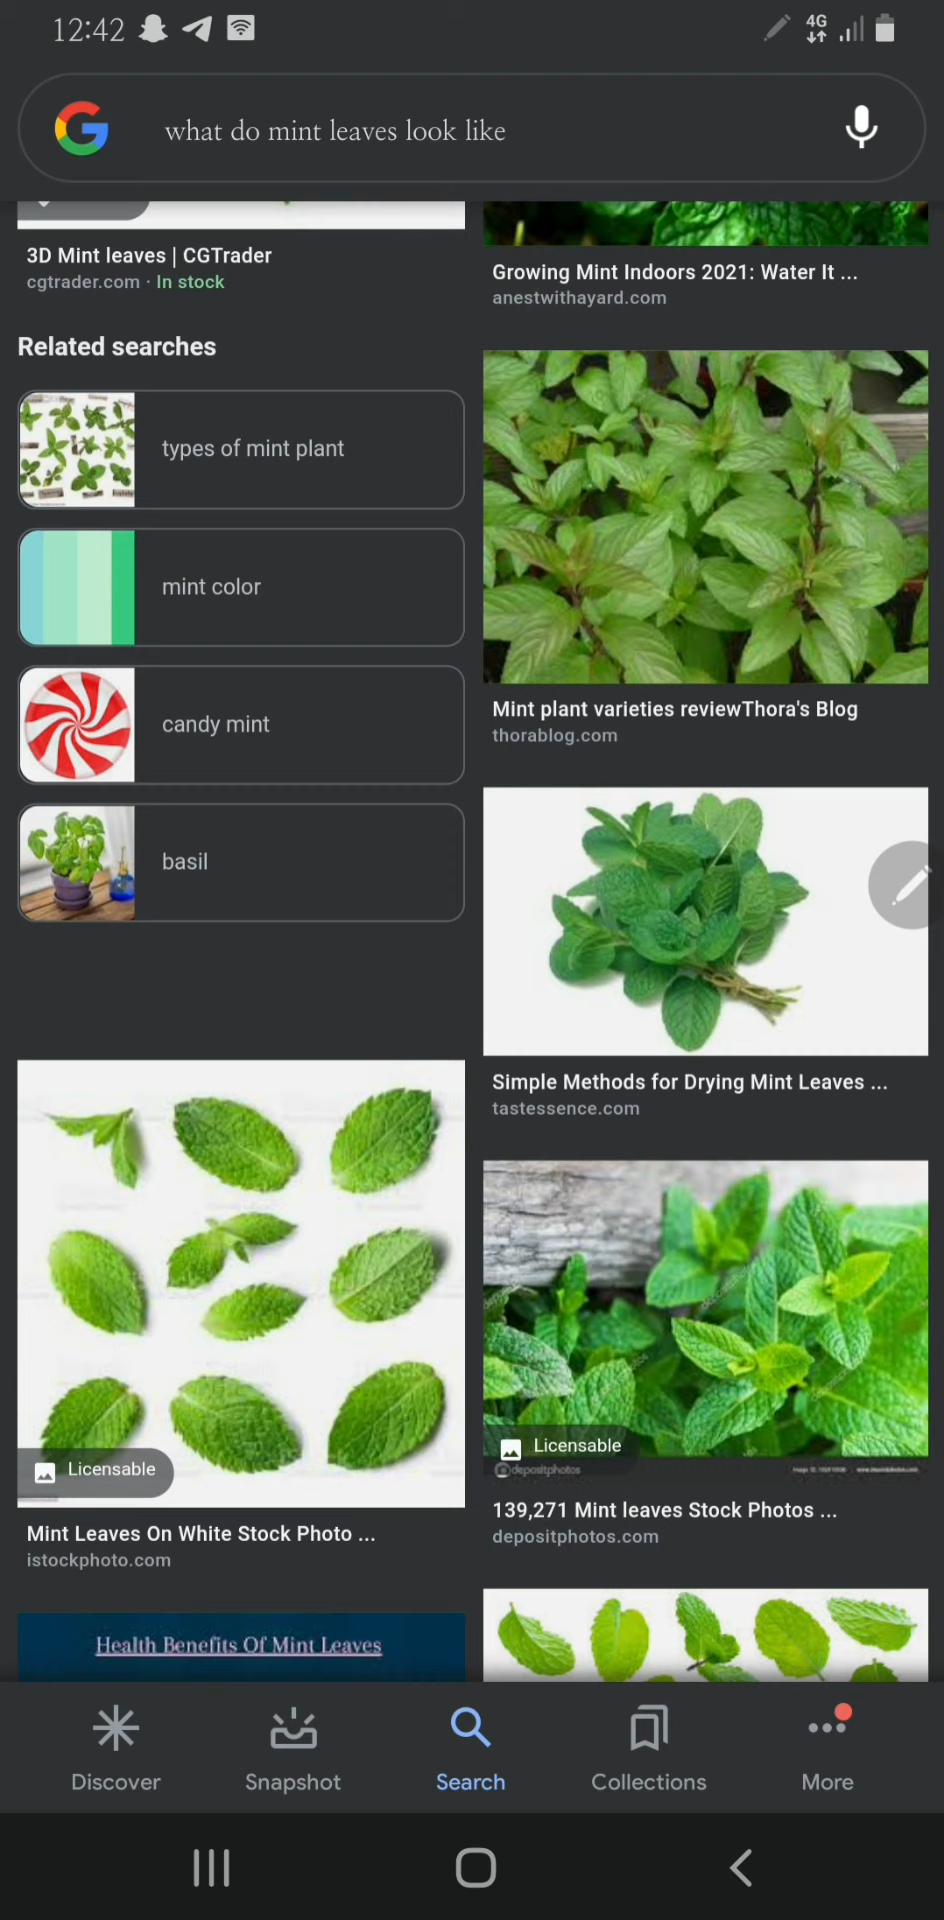 12:42
4G
what do mint leaves look like
3D Mint leaves | CGTrader
cgtrader.com · In stock
Growing Mint Indoors 2021: Water It ...
anestwithayard.com
Related searches
types of mint plant
mint color
candy mint
basil
Mint plant varieties reviewThora's Blog
thorablog.com
Simple Methods for Drying Mint Leaves ...
tastessence.com
Licensable
Mint Leaves On White Stock Photo ...
istockphoto.com
Licensable
depositphotos
139,271 Mint leaves Stock Photos ...
depositphotos.com
Health Benefits Of Mint Leaves
Discover
Snapshot
Search
Collections
More